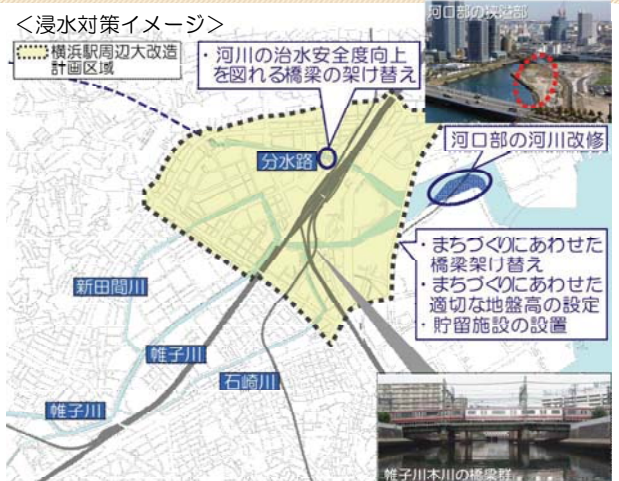 ＜浸水対策イメージ＞
横浜駅周辺大改造
計画区域
・河川の治水安全度向上
を図れる橋梁の架け替え
河口部の狭隘部
河口部の河川改修
分水路
・まちづくりにあわせた
橋梁架け替え
・まちづくりにあわせた
適切な地盤高の設定
・貯留施設の設置
新田間川
帷子川
石崎川
帷子川
帷子川本川の橋梁群